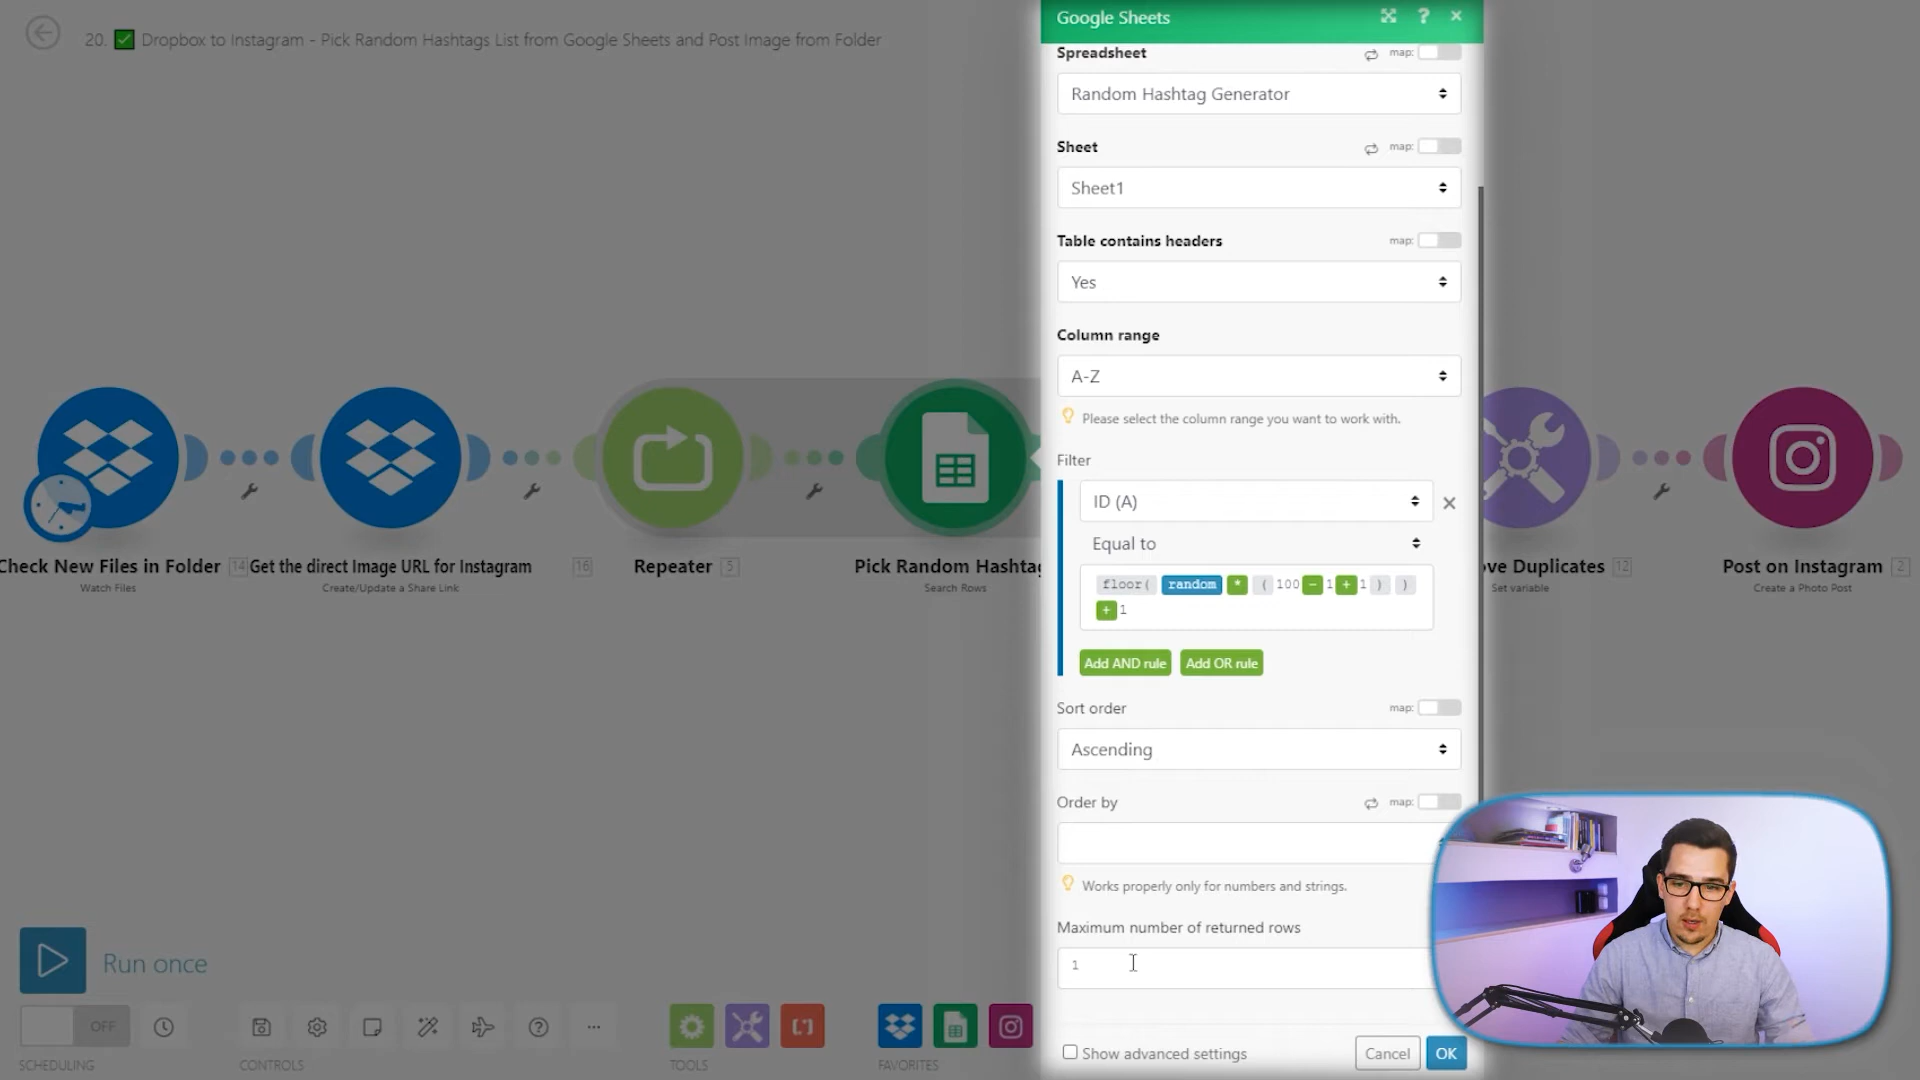 20. ✅ Dropbox to Instagram - Pick Random Hashtags List from Google Sheets and Post Image from Folder
Google Sheets
?
Spreadsheet
map:
Random Hashtag Generator
Sheet
map:
Sheet1
Table contains headers
map:
Yes
Column range
A-Z
Please select the column range you want to work with.
Filter
ID (A)
Equal to
floor( random * ( 100 - 1 + 1 ) )
+ 1
Add AND rule Add OR rule
Sort order
map:
Ascending
Order by
map:
Works properly only for numbers and strings.
Maximum number of returned rows
1
Show advanced settings
Cancel OK
Check New Files in Folder 14
Watch Files
Get the direct Image URL for Instagram 16
Create/Update a Share Link
Repeater 5
Pick Random Hashtag
Search Rows
ove Duplicates 12
Set variable
Post on Instagram 2
Create a Photo Post
Run once
OFF
SCHEDULING
CONTROLS
TOOLS
FAVORITES